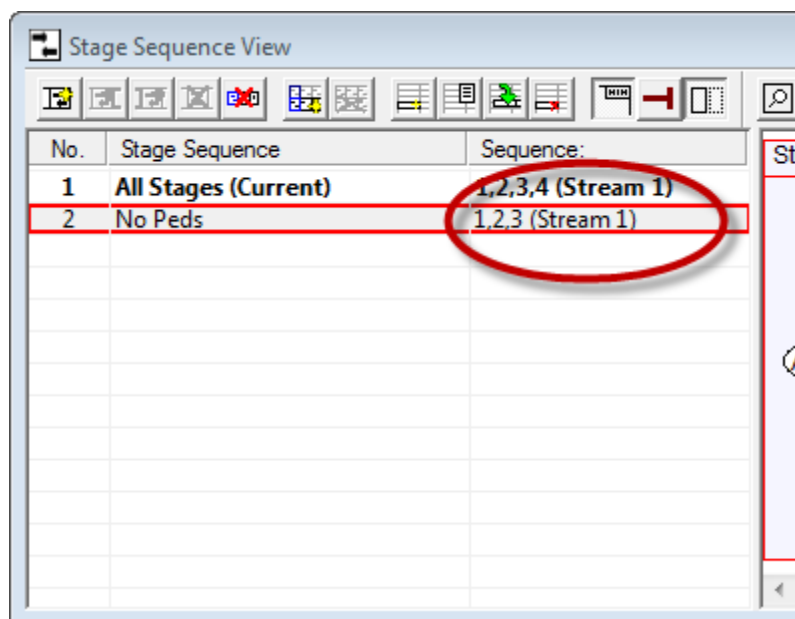 Stage Sequence View
No. Stage Sequence Sequence: St
1 All Stages (Current) 1,2,3,4 (Stream 1)
2 No Peds 1,2,3 (Stream 1)